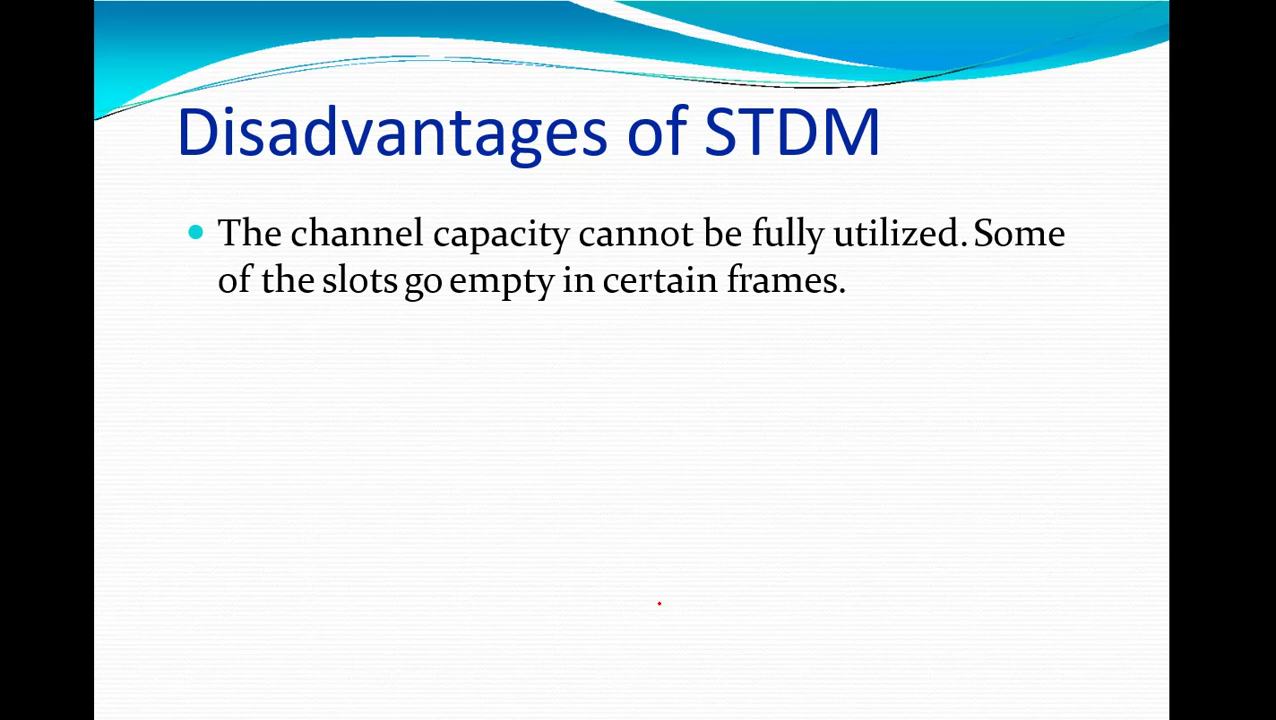 Disadvantages of STDM
The channel capacity cannot be fully utilized. Some
of the slots go empty in certain frames.